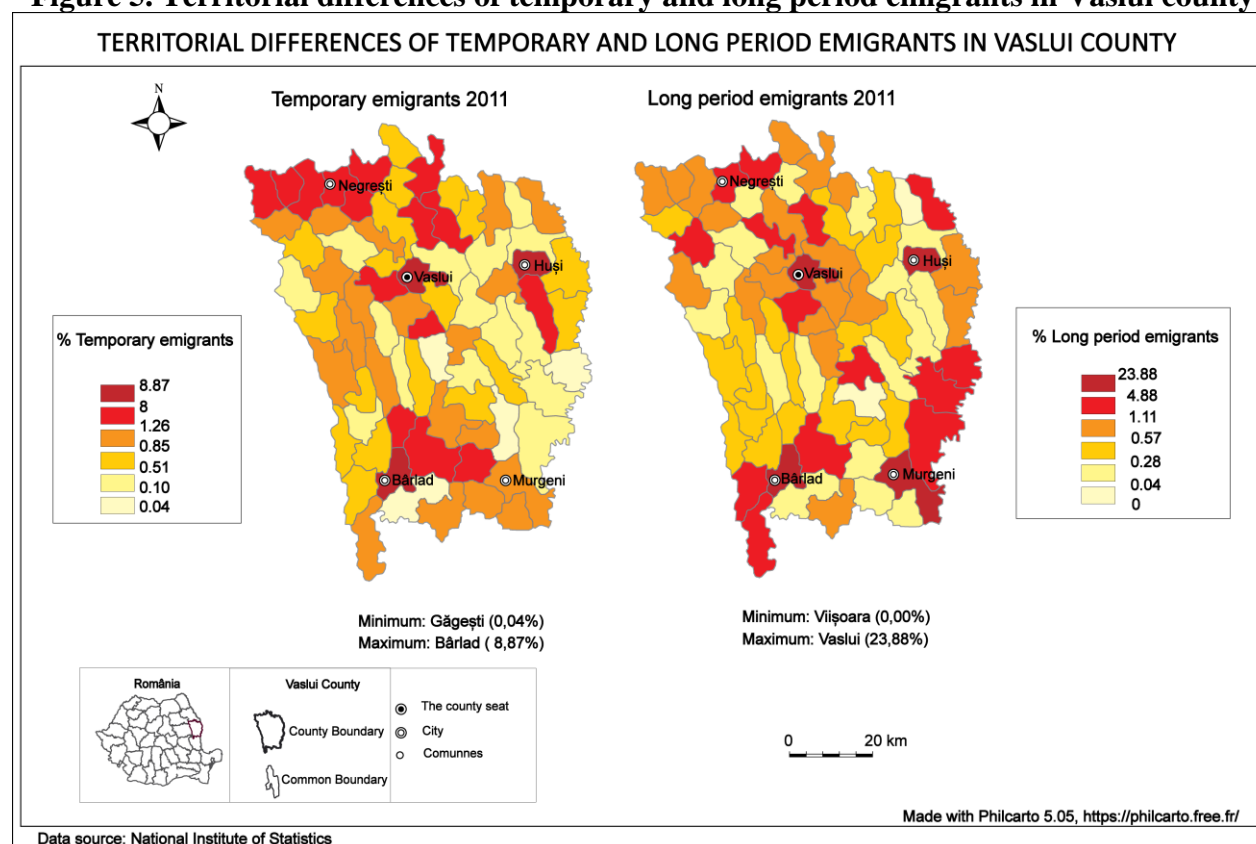 Figure 5. Territorial differences of temporary and long period emigrants in Vaslui county
TERRITORIAL DIFFERENCES OF TEMPORARY AND LONG PERIOD EMIGRANTS IN VASLUI COUNTY
N
Temporary emigrants 2011
Long period emigrants 2011
Negrești
Vaslui
Huși
Bârlad
Murgeni
Negrești
Vaslui
Huși
Bârlad
Murgeni
% Temporary emigrants
8.87
8
1.26
0.85
0.51
0.10
0.04
% Long period emigrants
23.88
4.88
1.11
0.57
0.28
0.04
0
Minimum: Găgești (0,04%)
Maximum: Bârlad ( 8,87%)
Minimum: Viișoara (0,00%)
Maximum: Vaslui (23,88%)
România
Vaslui County
County Boundary
Common Boundary
The county seat
City
Comunnes
0 20 km
Made with Philcarto 5.05, https://philcarto.free.fr/
Data source: National Institute of Statistics